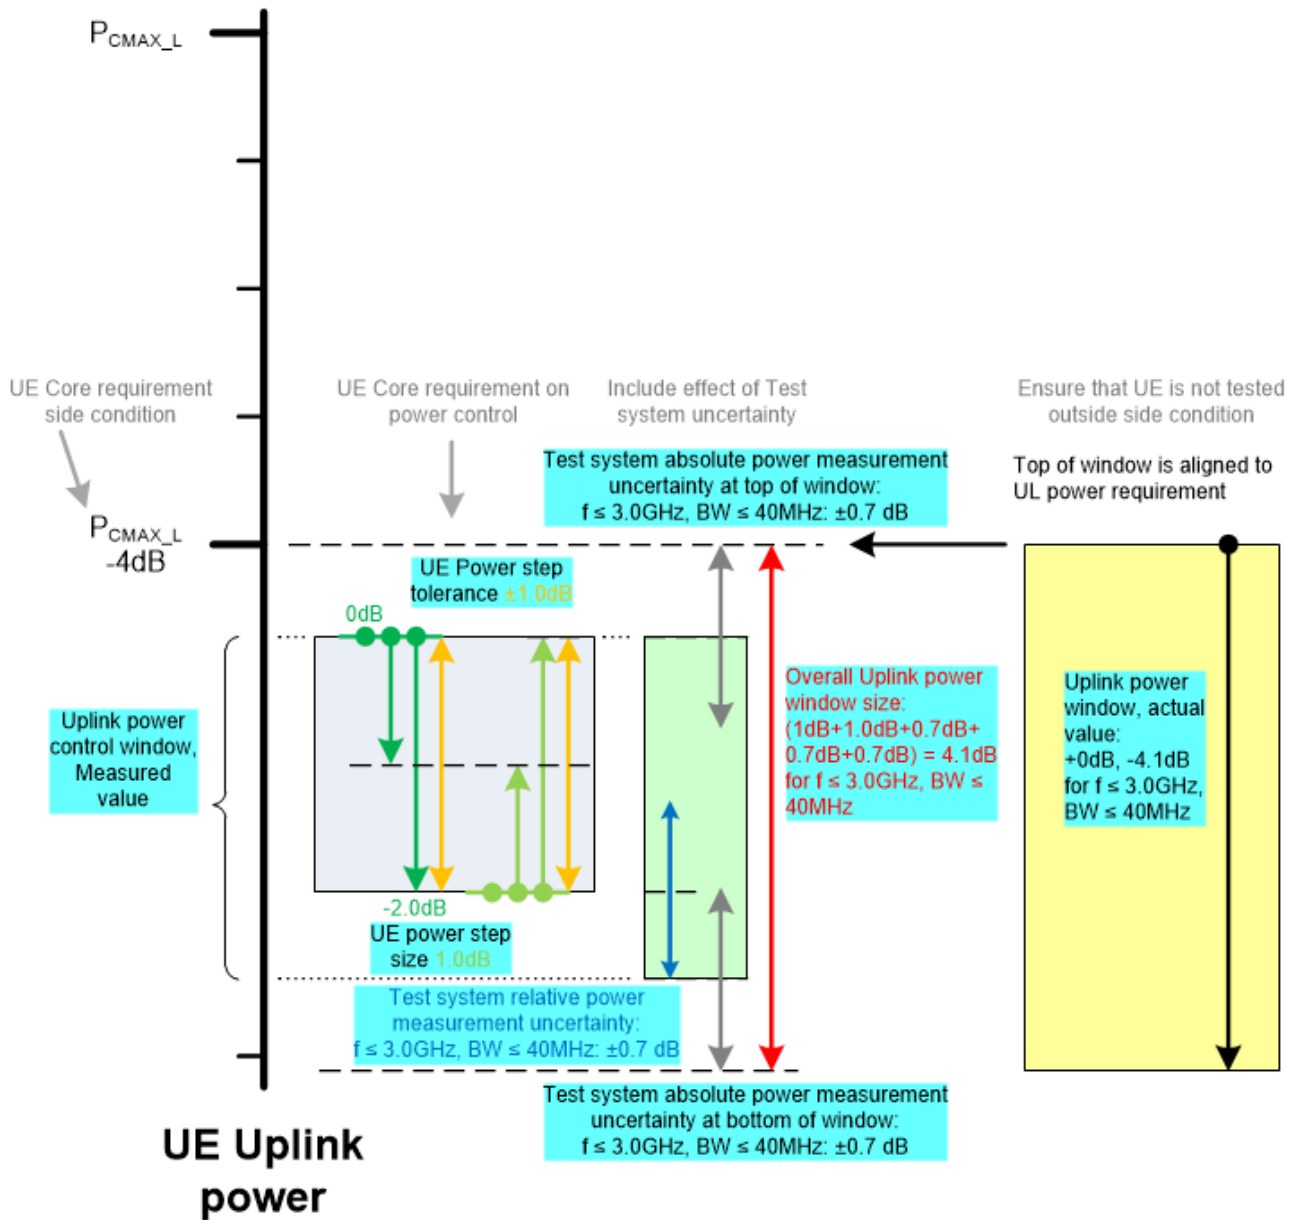 P_CMAX_L
UE Core requirement
side condition
UE Core requirement on
power control
Include effect of Test
system uncertainty
Ensure that UE is not tested
outside side condition
Test system absolute power measurement
uncertainty at top of window:
f ≤ 3.0GHz, BW ≤ 40MHz: ±0.7 dB
Top of window is aligned to
UL power requirement
P_CMAX_L
-4dB
UE Power step
tolerance ±1.0dB
0dB
Uplink power
control window,
Measured
value
Overall Uplink power
window size:
(1dB+1.0dB+0.7dB+
0.7dB+0.7dB) = 4.1dB
for f ≤ 3.0GHz, BW ≤
40MHz
Uplink power
window, actual
value:
+0dB, -4.1dB
for f ≤ 3.0GHz,
BW ≤ 40MHz
-2.0dB
UE power step
size 1.0dB
Test system relative power
measurement uncertainty:
f ≤ 3.0GHz, BW ≤ 40MHz: ±0.7 dB
Test system absolute power measurement
uncertainty at bottom of window:
f ≤ 3.0GHz, BW ≤ 40MHz: ±0.7 dB
UE Uplink
power